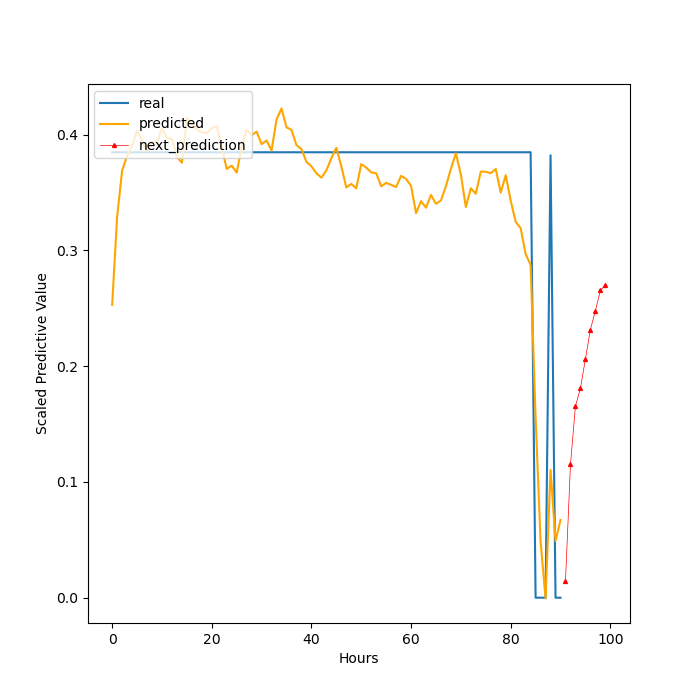 real
predicted
next_prediction
0.4
0.3
0.2
0.1
0.0
Scaled Predictive Value
0 20 40 60 80 100
Hours